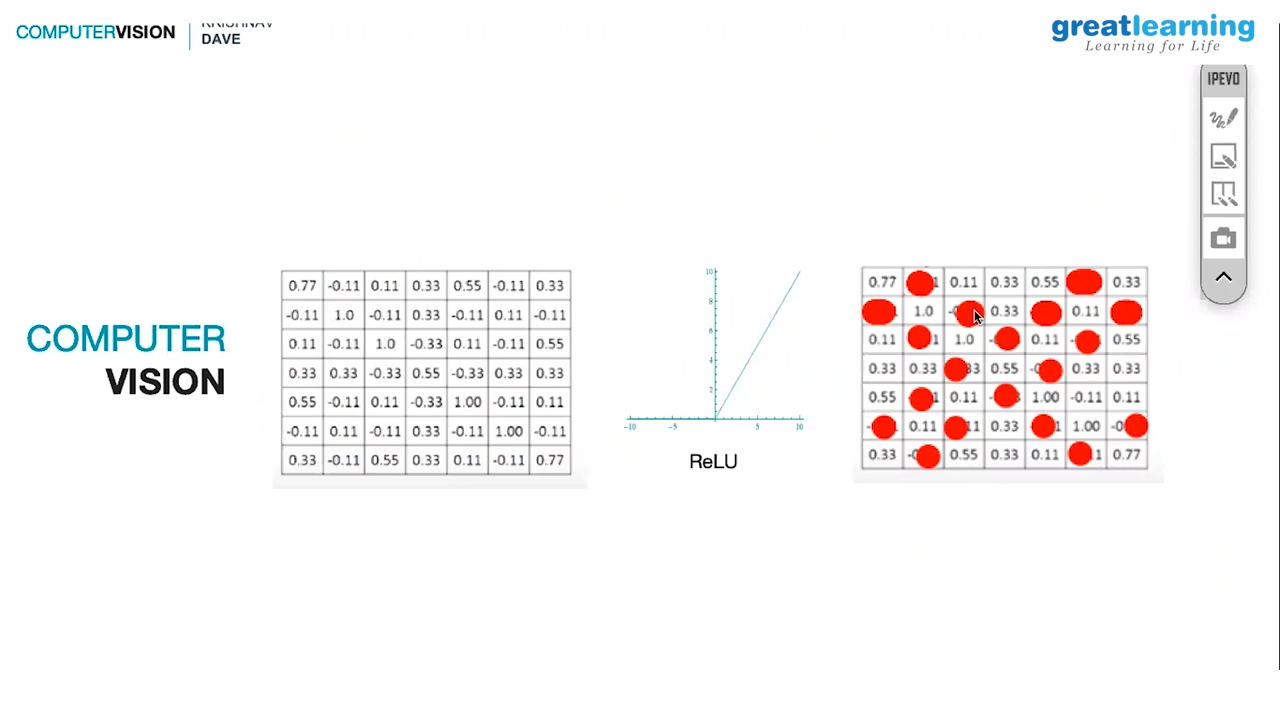 COMPUTERVISION
DAVE
greatlearning
Learning for Life
IPEVO
COMPUTER
VISION
0.77 -0.11 0.11 0.33 0.55 -0.11 0.33
-0.11 1.0 -0.11 0.33 -0.11 0.11 -0.11
0.11 -0.11 1.0 -0.33 0.11 -0.11 0.55
0.33 0.33 -0.33 0.55 -0.33 0.33 0.33
0.55 -0.11 0.11 -0.33 1.00 -0.11 0.11
-0.11 0.11 -0.11 0.33 -0.11 1.00 -0.11
0.33 -0.11 0.55 0.33 0.11 -0.11 0.77
10
8
6
4
2
-10 -5 5 10
ReLU
0.77 0.11 0.33 0.55 0.33
1.0 0.33 0.11
0.11 1.0 0.11 0.55
0.33 0.33 0.55 0.33 0.33
0.55 0.11 1.00 -0.11 0.11
0.11 0.33 1.00
0.33 0.55 0.33 0.11 0.77